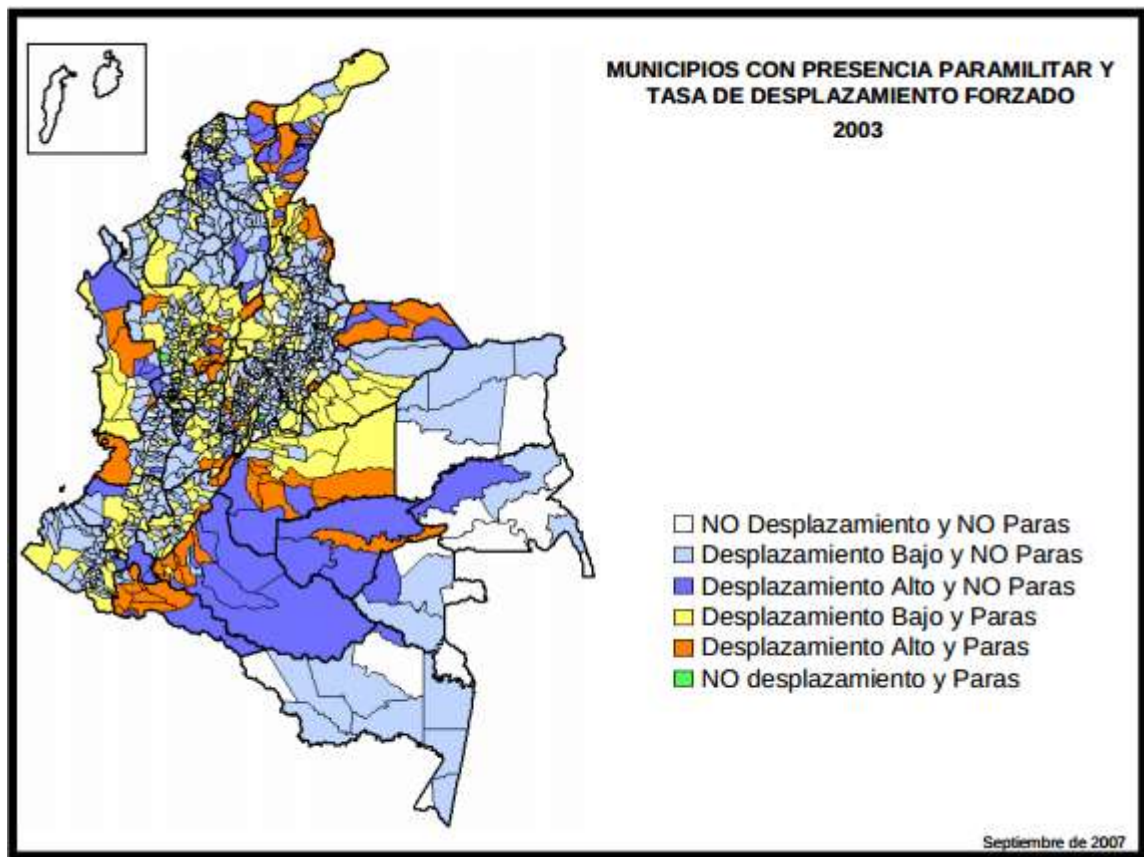 MUNICIPIOS CON PRESENCIA PARAMILITAR Y
TASA DE DESPLAZAMIENTO FORZADO
2003
NO Desplazamiento y NO Paras
Desplazamiento Bajo y NO Paras
Desplazamiento Alto y NO Paras
Desplazamiento Bajo y Paras
Desplazamiento Alto y Paras
NO desplazamiento y Paras
Septiembre de 2007